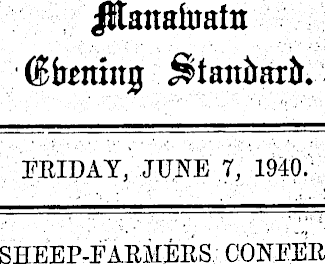 Manawatu
Evening Standard.
FRIDAY, JUNE 7, 1940.
SHEEP-FARMERS CONFER